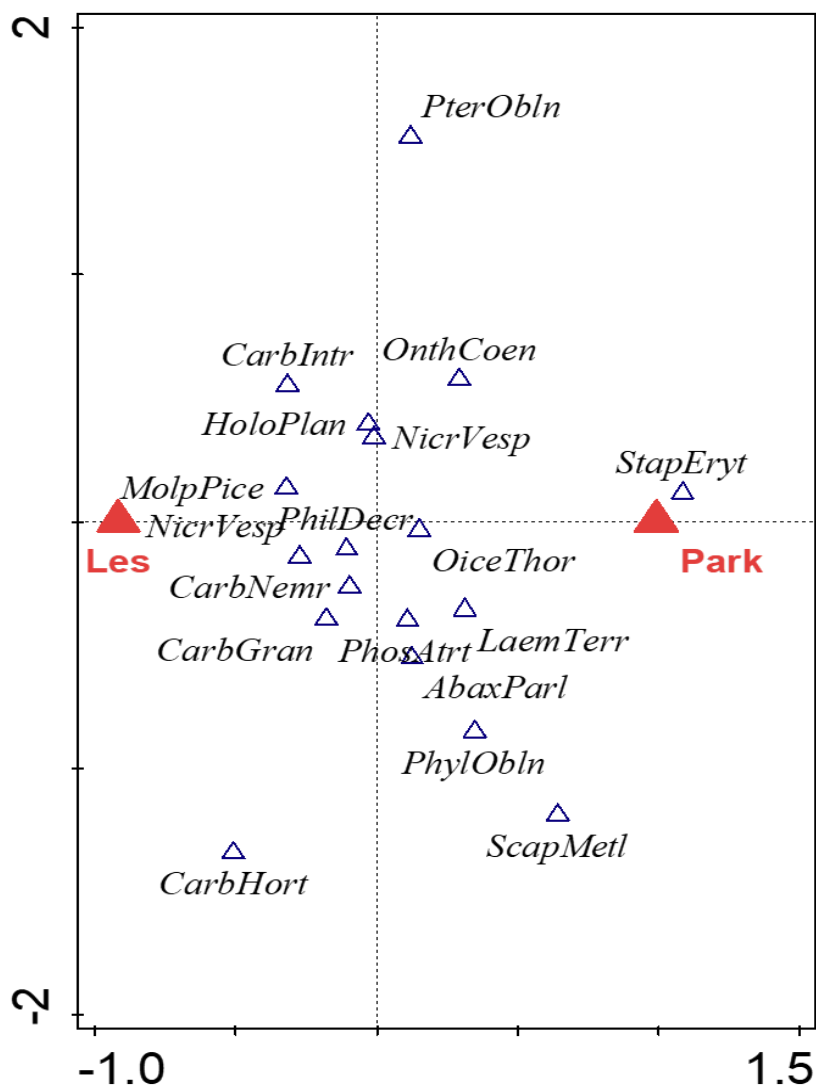 2
PterObln
CarbIntr
OnthCoen
HoloPlan
NicrVesp
StapEryt
MolpPice
NicrVesp
PhilDecr
Les
OiceThor
Park
CarbNemr
CarbGran
PhosAtrt
LaemTerr
AbaxParl
PhylObln
ScapMetl
CarbHort
-2
-1.0
1.5